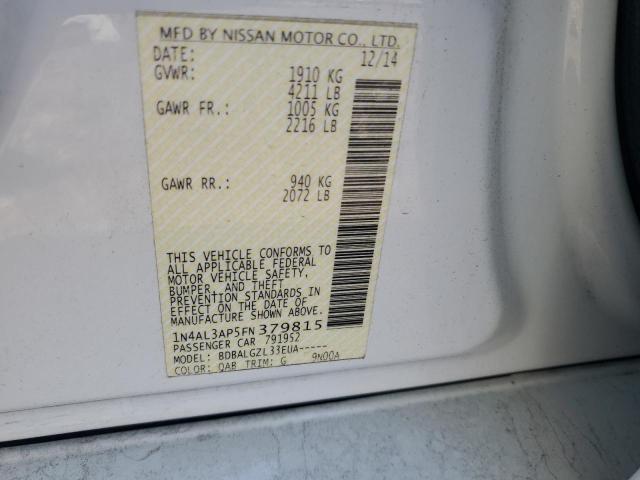 MFD BY NISSAN MOTOR CO., LTD.
DATE: 12/14
GVWR: 1910 KG
4211 LB
GAWR FR.: 1005 KG
2216 LB
GAWR RR.: 940 KG
2072 LB
THIS VEHICLE CONFORMS TO
ALL APPLICABLE FEDERAL
MOTOR VEHICLE SAFETY,
BUMPER, AND THEFT
PREVENTION STANDARDS IN
EFFECT ON THE DATE OF
MANUFACTURE SHOWN ABOVE.
1N4AL3AP5FN379815
PASSENGER CAR 791952
MODEL: BDBALGZL33EUA-----
COLOR: QAB TRIM: G 9N00A